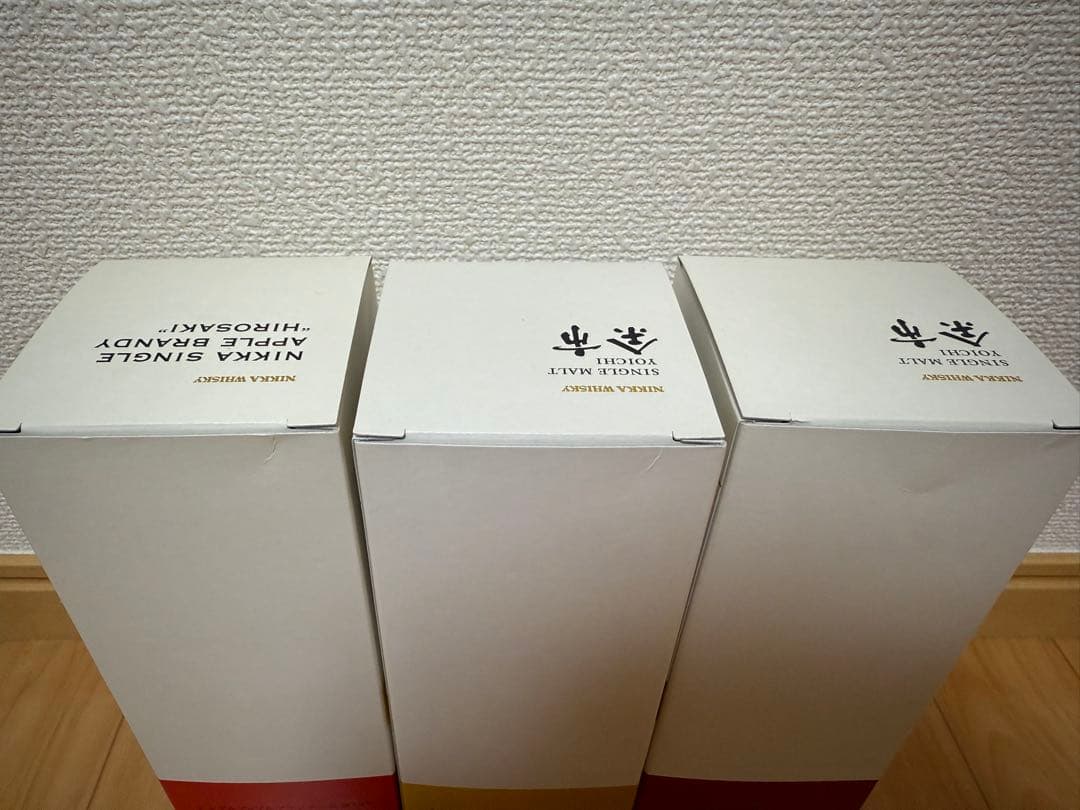 NIKKA WHISKY
NIKKA SINGLE
APPLE BRANDY
"HIROSAKI"
NIKKA WHISKY
SINGLE MALT
YOICHI
余市
NIKKA WHISKY
SINGLE MALT
YOICHI
余市